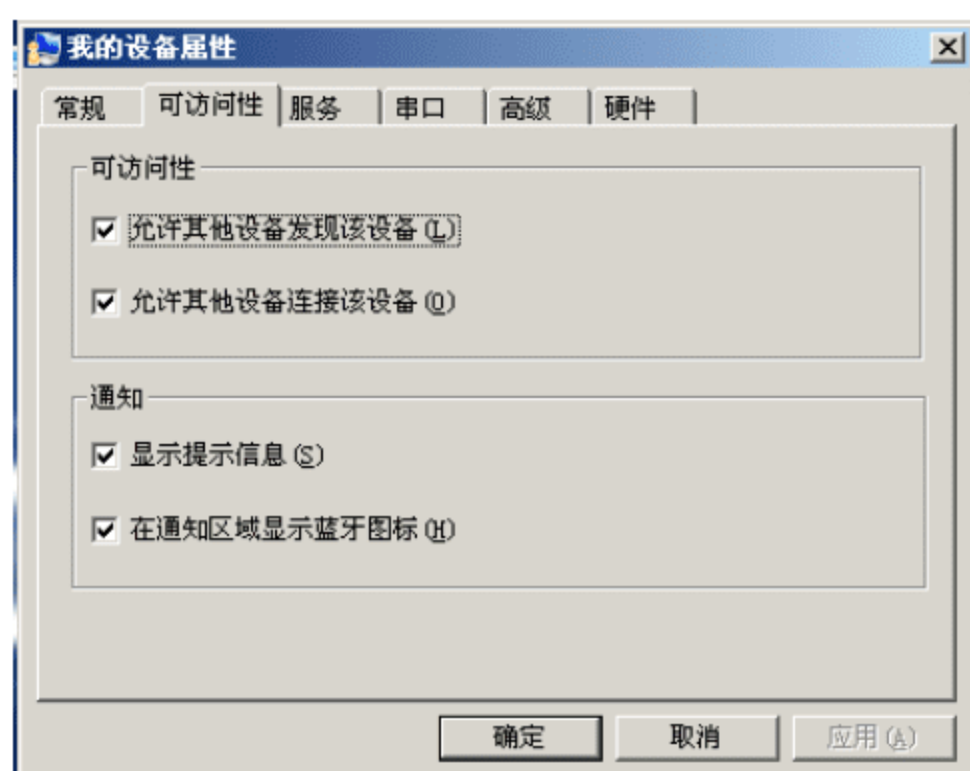 我的设备属性
常规 可访问性 服务 串口 高级 硬件
可访问性
允许其他设备发现该设备(L)
允许其他设备连接该设备(O)
通知
显示提示信息(S)
在通知区域显示蓝牙图标(H)
确定 取消 应用(A)